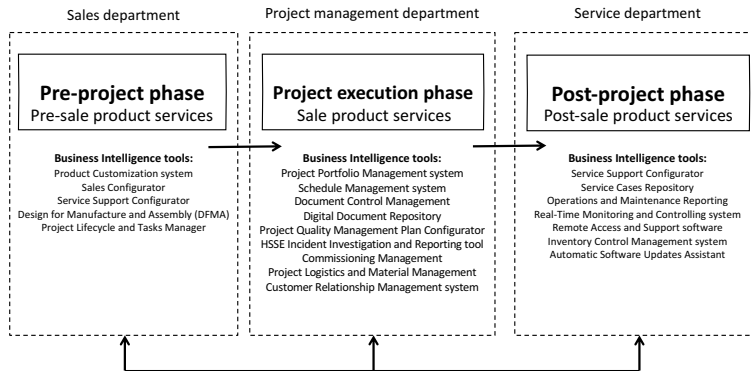 Sales department
Project management department
Service department
Pre-project phase
Pre-sale product services
Business Intelligence tools:
Product Customization system
Sales Configurator
Service Support Configurator
Design for Manufacture and Assembly (DFMA)
Project Lifecycle and Tasks Manager
Project execution phase
Sale product services
Business Intelligence tools:
Project Portfolio Management system
Schedule Management system
Document Control Management
Digital Document Repository
Project Quality Management Plan Configurator
HSSE Incident Investigation and Reporting tool
Commissioning Management
Project Logistics and Material Management
Customer Relationship Management system
Post-project phase
Post-sale product services
Business Intelligence tools:
Service Support Configurator
Service Cases Repository
Operations and Maintenance Reporting
Real-Time Monitoring and Controlling system
Remote Access and Support software
Inventory Control Management system
Automatic Software Updates Assistant